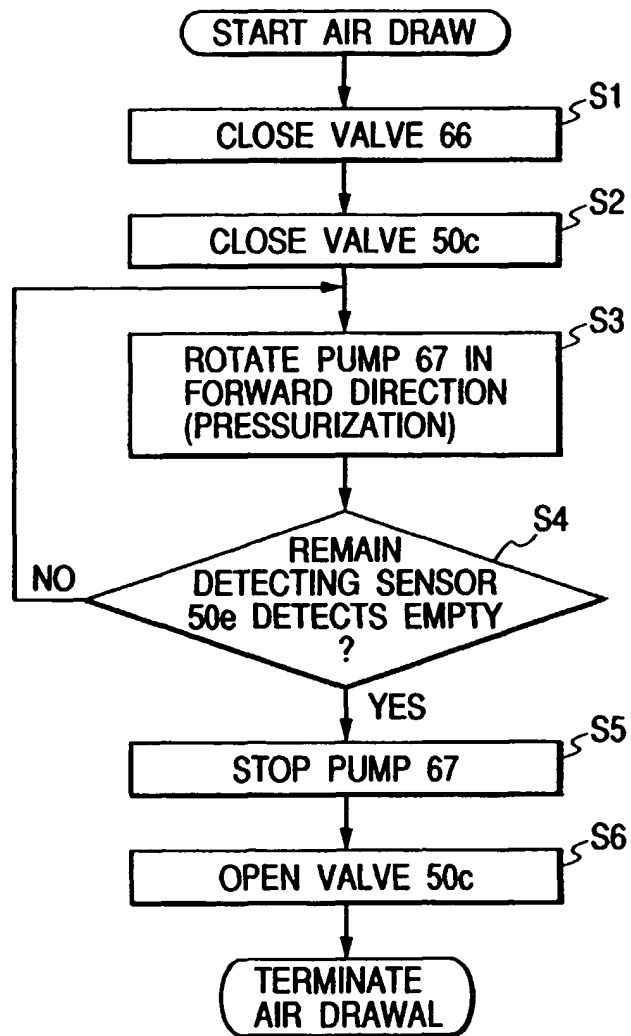 START AIR DRAW
S1
CLOSE VALVE 66
S2
CLOSE VALVE 50c
S3
ROTATE PUMP 67 IN
FORWARD DIRECTION
(PRESSURIZATION)
S4
REMAIN
DETECTING SENSOR
50e DETECTS EMPTY
?
NO
YES
S5
STOP PUMP 67
S6
OPEN VALVE 50c
TERMINATE
AIR DRAWAL